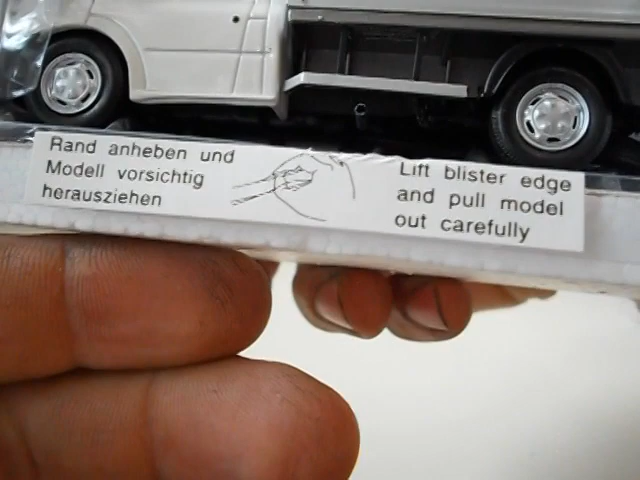 Rand anheben und
Modell vorsichtig
herausziehen
Lift blister edge
and pull model
out carefully